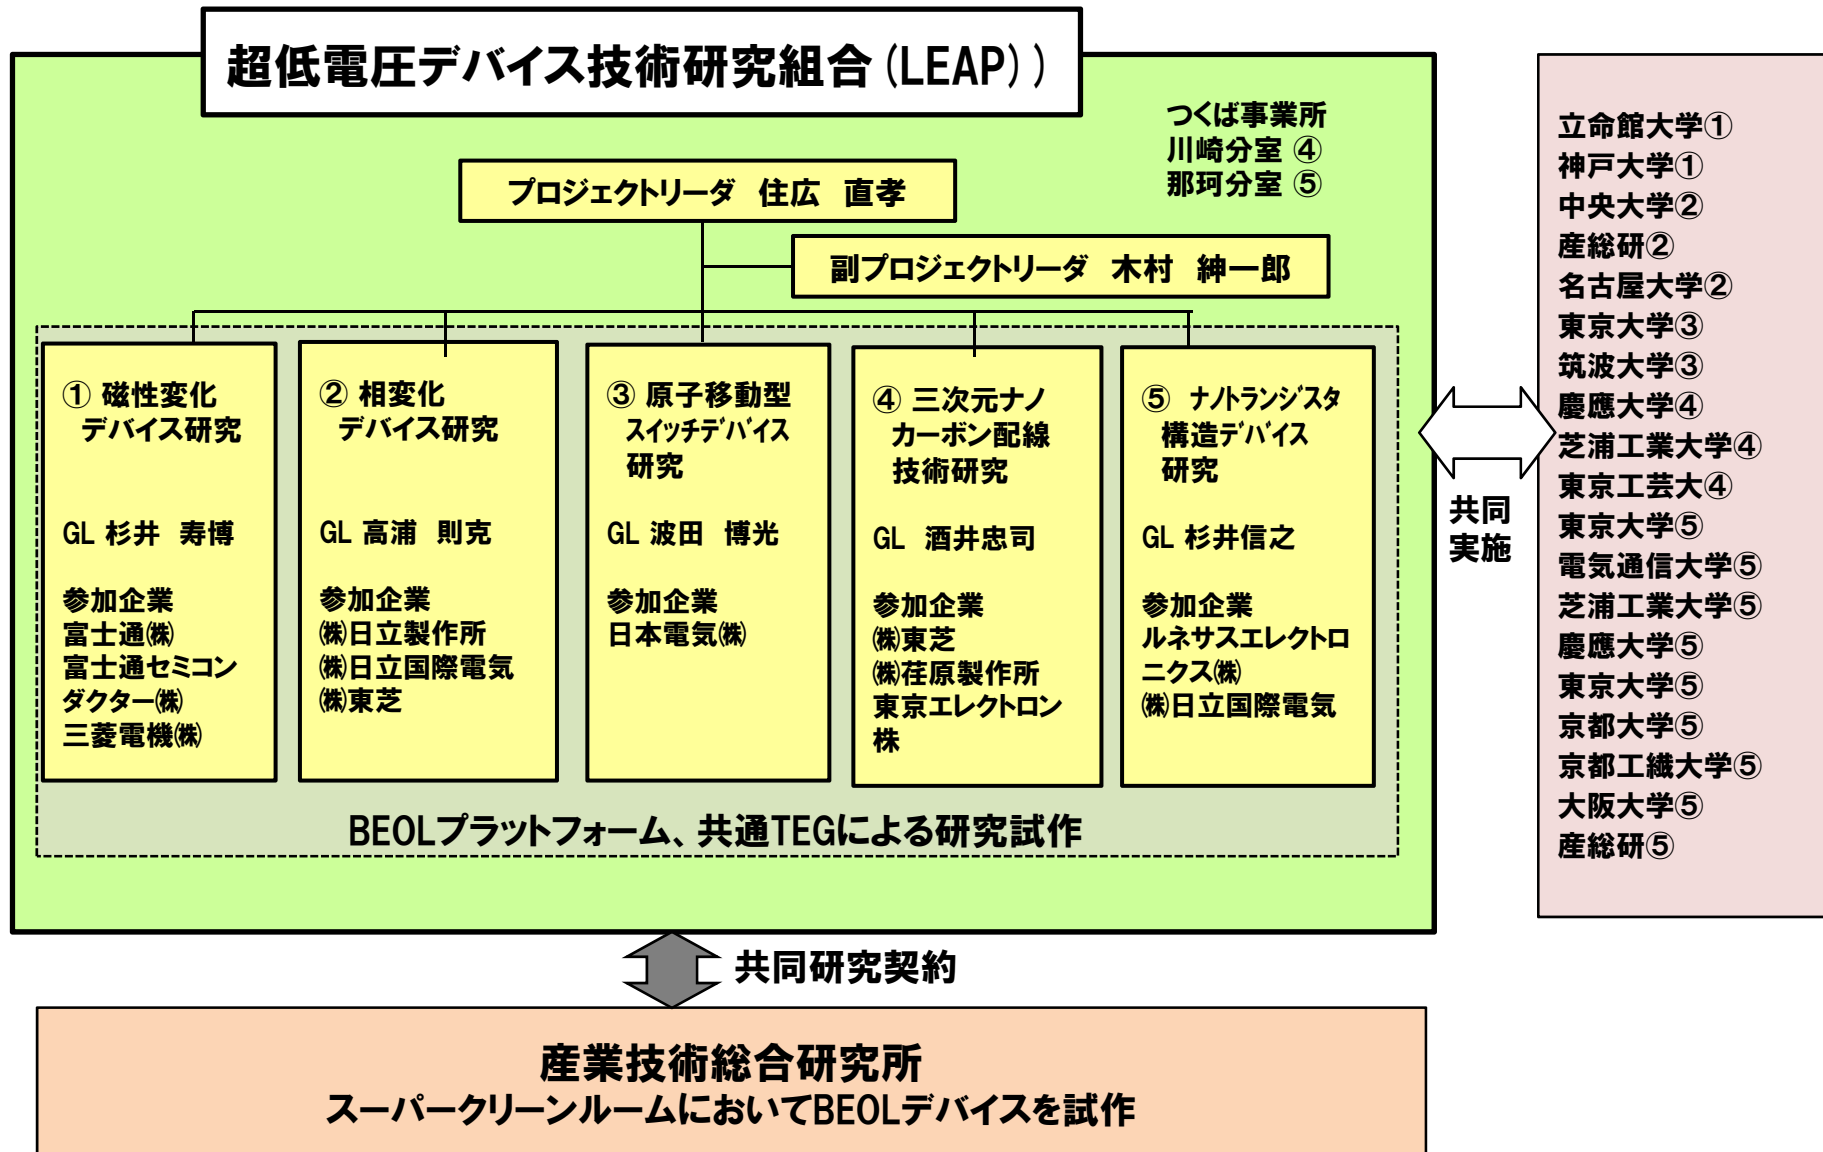 超低電圧デバイス技術研究組合(LEAP))
つくば事業所
川崎分室 ④
那珂分室 ⑤
プロジェクトリーダ 住広 直孝
副プロジェクトリーダ 木村 紳一郎
① 磁性変化
デバイス研究
GL 杉井 寿博
参加企業
富士通㈱
富士通セミコン
ダクター㈱
三菱電機㈱
② 相変化
デバイス研究
GL 高浦 則克
参加企業
㈱日立製作所
㈱日立国際電気
㈱東芝
③ 原子移動型
スイッチデバイス
研究
GL 波田 博光
参加企業
日本電気㈱
④ 三次元ナノ
カーボン配線
技術研究
GL 酒井忠司
参加企業
㈱東芝
㈱荏原製作所
東京エレクトロン
株
⑤ ナノトランジスタ
構造デバイス
研究
GL 杉井信之
参加企業
ルネサスエレクトロ
ニクス㈱
㈱日立国際電気
BEOLプラットフォーム、共通TEGによる研究試作
共同
実施
立命館大学①
神戸大学①
中央大学②
産総研②
名古屋大学②
東京大学③
筑波大学③
慶應大学④
芝浦工業大学④
東京工芸大④
東京大学⑤
電気通信大学⑤
芝浦工業大学⑤
慶應大学⑤
東京大学⑤
京都大学⑤
京都工繊大学⑤
大阪大学⑤
産総研⑤
共同研究契約
産業技術総合研究所
スーパークリーンルームにおいてBEOLデバイスを試作